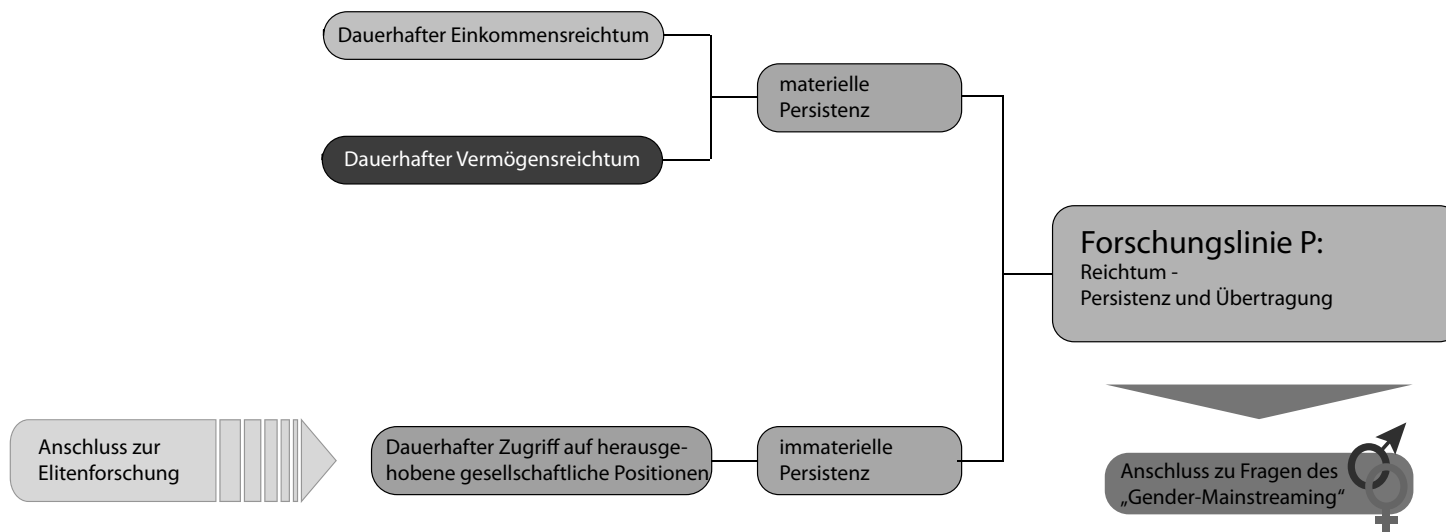 Dauerhafter Einkommensreichtum
materielle
Persistenz
Dauerhafter Vermögensreichtum
Forschungslinie P:
Reichtum -
Persistenz und Übertragung
Anschluss zur
Elitenforschung
Dauerhafter Zugriff auf herausge-
hobene gesellschaftliche Positionen
immaterielle
Persistenz
Anschluss zu Fragen des
„Gender-Mainstreaming“